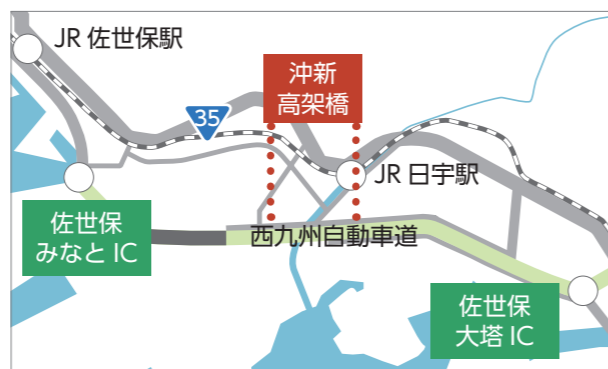 JR 佐世保駅
沖新
高架橋
35
JR 日宇駅
佐世保
みなと IC
西九州自動車道
佐世保
大塔 IC